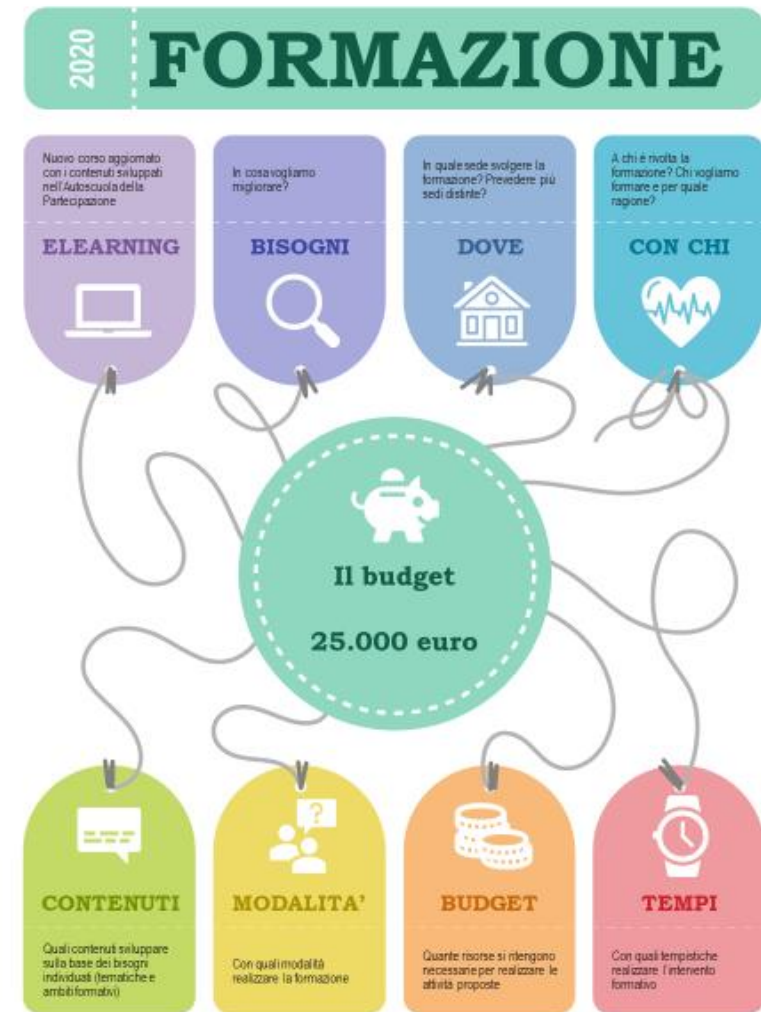 2020
FORMAZIONE
Nuovo corso aggiornato
con i contenuti sviluppati
nell'Autoscuola della
Partecipazione
ELEARNING
In cosa vogliamo
migliorare?
BISOGNI
In quale sede svolgere la
formazione? Prevedere più
sedi distinte?
DOVE
A chi è rivolta la
formazione? Chi vogliamo
formare e per quale
ragione?
CON CHI
Il budget
25.000 euro
CONTENUTI
Quali contenuti sviluppare
sulla base dei bisogni
individuati (tematiche e
ambiti formativi)
?
MODALITA'
Con quali modalità
realizzare la formazione
BUDGET
Quante risorse si ritengono
necessarie per realizzare le
attività proposte
TEMPI
Con quali tempistiche
realizzare l'intervento
formativo